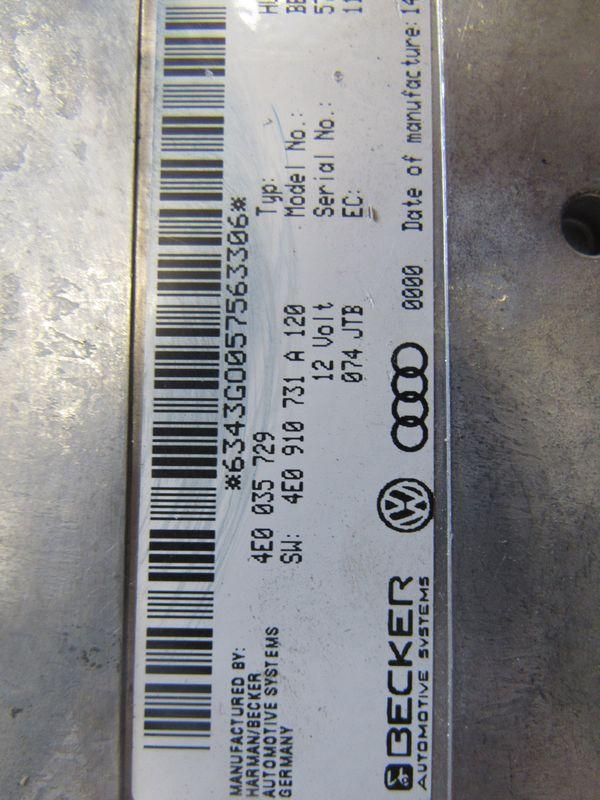 *6343G0057563306*
4E0 035 729 Typ:
SW: 4E0 910 731 A 120 Model No.:
12 Volt Serial No.:
074 JTB EC:
0000 Date of manufacture: 14
MANUFACTURED BY:
HARMAN/BECKER
AUTOMOTIVE SYSTEMS
GERMANY
BECKER
AUTOMOTIVE SYSTEMS